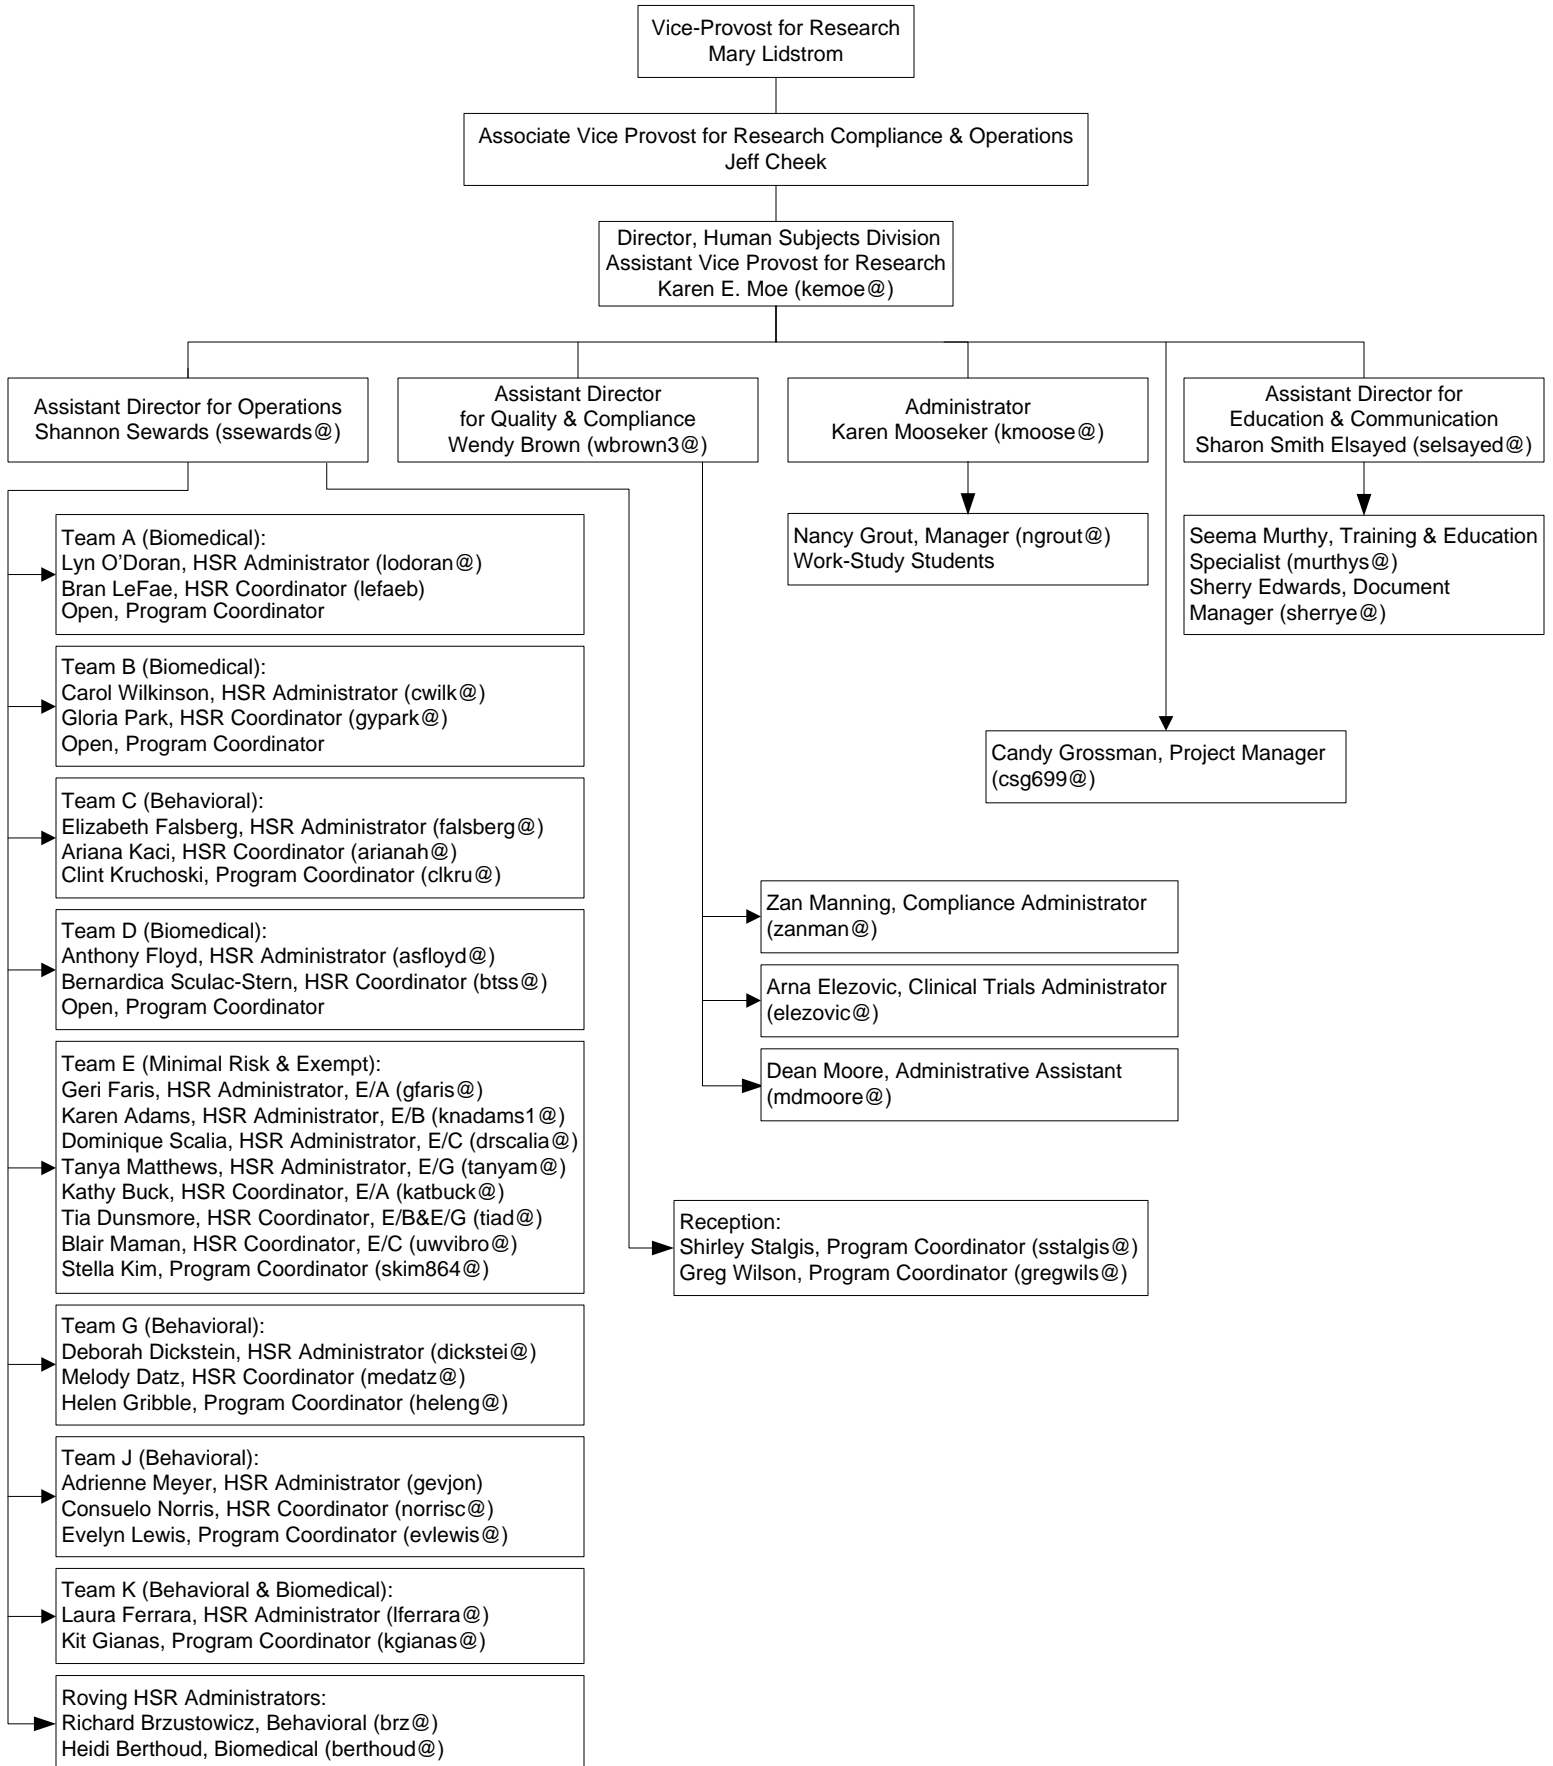 Vice-Provost for Research
Mary Lidstrom
Associate Vice Provost for Research Compliance & Operations
Jeff Cheek
Director, Human Subjects Division
Assistant Vice Provost for Research
Karen E. Moe (kemoe@)
Assistant Director for Operations
Shannon Sewards (ssewards@)
Assistant Director
for Quality & Compliance
Wendy Brown (wbrown3@)
Administrator
Karen Mooseker (kmoose@)
Assistant Director for
Education & Communication
Sharon Smith Elsayed (selsayed@)
Team A (Biomedical):
Lyn O’Doran, HSR Administrator (lodoran@)
Bran LeFae, HSR Coordinator (lefaeb)
Open, Program Coordinator
Team B (Biomedical):
Carol Wilkinson, HSR Administrator (cwilk@)
Gloria Park, HSR Coordinator (gypark@)
Open, Program Coordinator
Team C (Behavioral):
Elizabeth Falsberg, HSR Administrator (falsberg@)
Ariana Kaci, HSR Coordinator (arianah@)
Clint Kruchoski, Program Coordinator (clkru@)
Team D (Biomedical):
Anthony Floyd, HSR Administrator (asfloyd@)
Bernardica Sculac-Stern, HSR Coordinator (btss@)
Open, Program Coordinator
Team E (Minimal Risk & Exempt):
Geri Faris, HSR Administrator, E/A (gfaris@)
Karen Adams, HSR Administrator, E/B (knadams1@)
Dominique Scalia, HSR Administrator, E/C (drscalia@)
Tanya Matthews, HSR Administrator, E/G (tanyam@)
Kathy Buck, HSR Coordinator, E/A (katbuck@)
Tia Dunsmore, HSR Coordinator, E/B&E/G (tiad@)
Blair Maman, HSR Coordinator, E/C (uwvibro@)
Stella Kim, Program Coordinator (skim864@)
Team G (Behavioral):
Deborah Dickstein, HSR Administrator (dickstei@)
Melody Datz, HSR Coordinator (medatz@)
Helen Gribble, Program Coordinator (heleng@)
Team J (Behavioral):
Adrienne Meyer, HSR Administrator (gevjon)
Consuelo Norris, HSR Coordinator (norrisc@)
Evelyn Lewis, Program Coordinator (evlewis@)
Team K (Behavioral & Biomedical):
Laura Ferrara, HSR Administrator (lferrara@)
Kit Gianas, Program Coordinator (kgianas@)
Roving HSR Administrators:
Richard Brzustowicz, Behavioral (brz@)
Heidi Berthoud, Biomedical (berthoud@)
Nancy Grout, Manager (ngrout@)
Work-Study Students
Seema Murthy, Training & Education
Specialist (murthys@)
Sherry Edwards, Document
Manager (sherrye@)
Candy Grossman, Project Manager
(csg699@)
Zan Manning, Compliance Administrator
(zanman@)
Arna Elezovic, Clinical Trials Administrator
(elezovic@)
Dean Moore, Administrative Assistant
(mdmoore@)
Reception:
Shirley Stalgis, Program Coordinator (sstalgis@)
Greg Wilson, Program Coordinator (gregwils@)